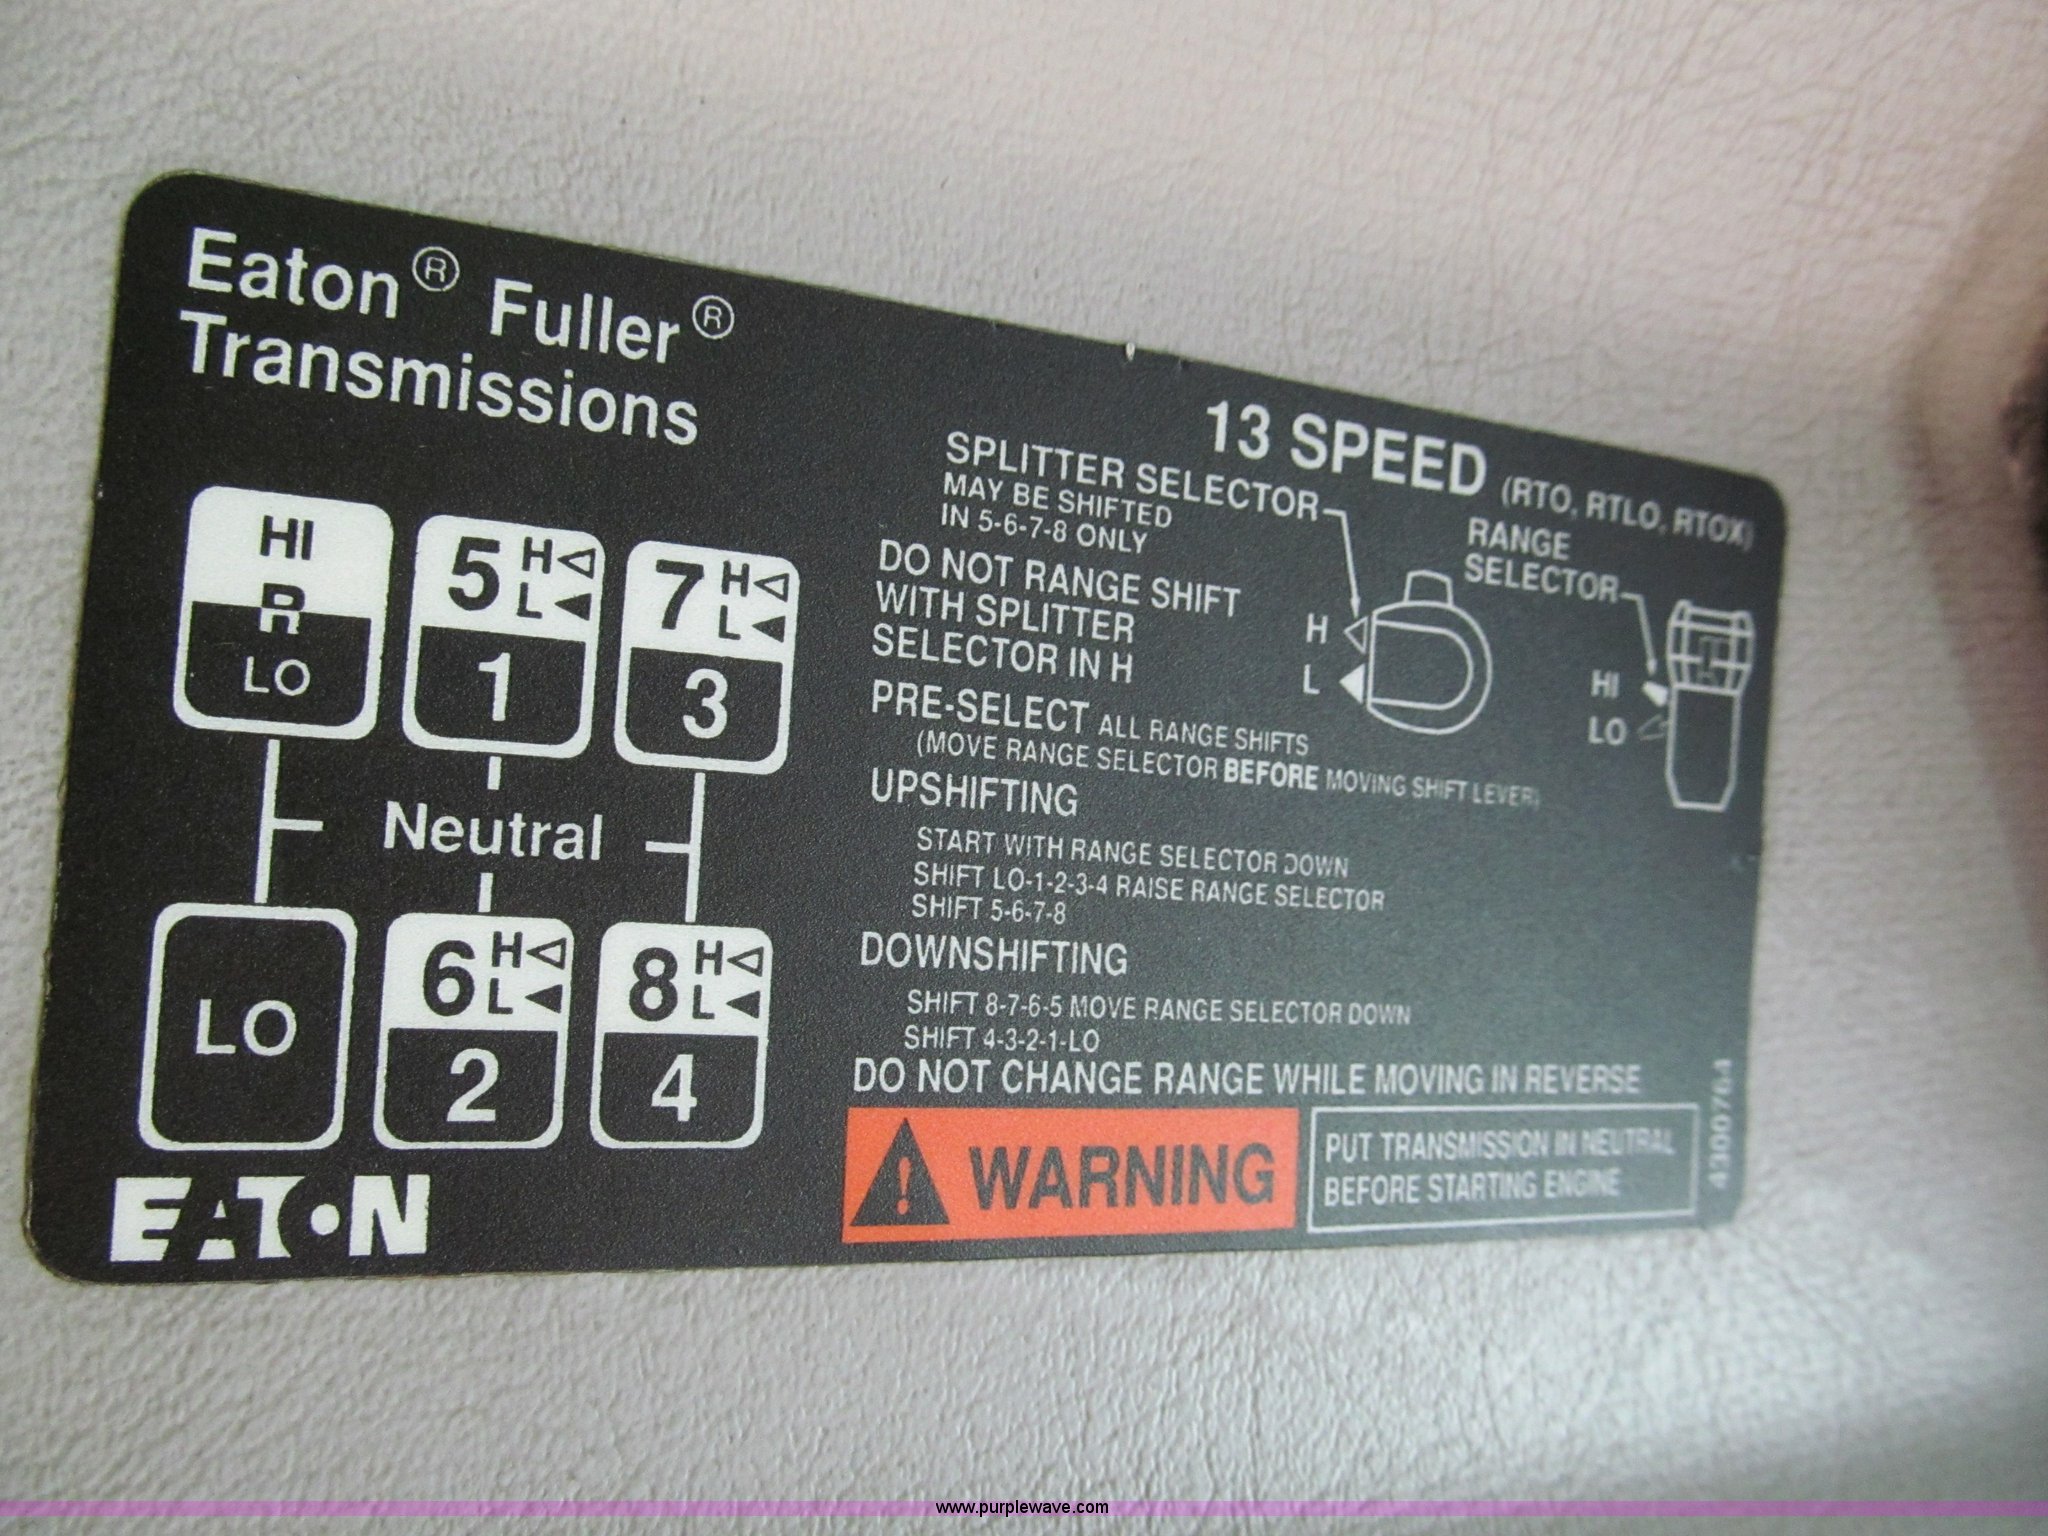 Eaton® Fuller®
Transmissions
13 SPEED (RTO, RTLO, RTOX)
SPLITTER SELECTOR
MAY BE SHIFTED
IN 5-6-7-8 ONLY
RANGE
SELECTOR
DO NOT RANGE SHIFT
WITH SPLITTER
SELECTOR IN H
H
L
HI
LO
PRE-SELECT ALL RANGE SHIFTS
(MOVE RANGE SELECTOR BEFORE MOVING SHIFT LEVER)
UPSHIFTING
START WITH RANGE SELECTOR DOWN
SHIFT LO-1-2-3-4 RAISE RANGE SELECTOR
SHIFT 5-6-7-8
DOWNSHIFTING
SHIFT 8-7-6-5 MOVE RANGE SELECTOR DOWN
SHIFT 4-3-2-1-LO
DO NOT CHANGE RANGE WHILE MOVING IN REVERSE
WARNING
PUT TRANSMISSION IN NEUTRAL
BEFORE STARTING ENGINE
4300764
HI
R
LO
5 H L
1
7 H L
3
Neutral
LO
6 H L
2
8 H L
4
EATON
www.purplewave.com